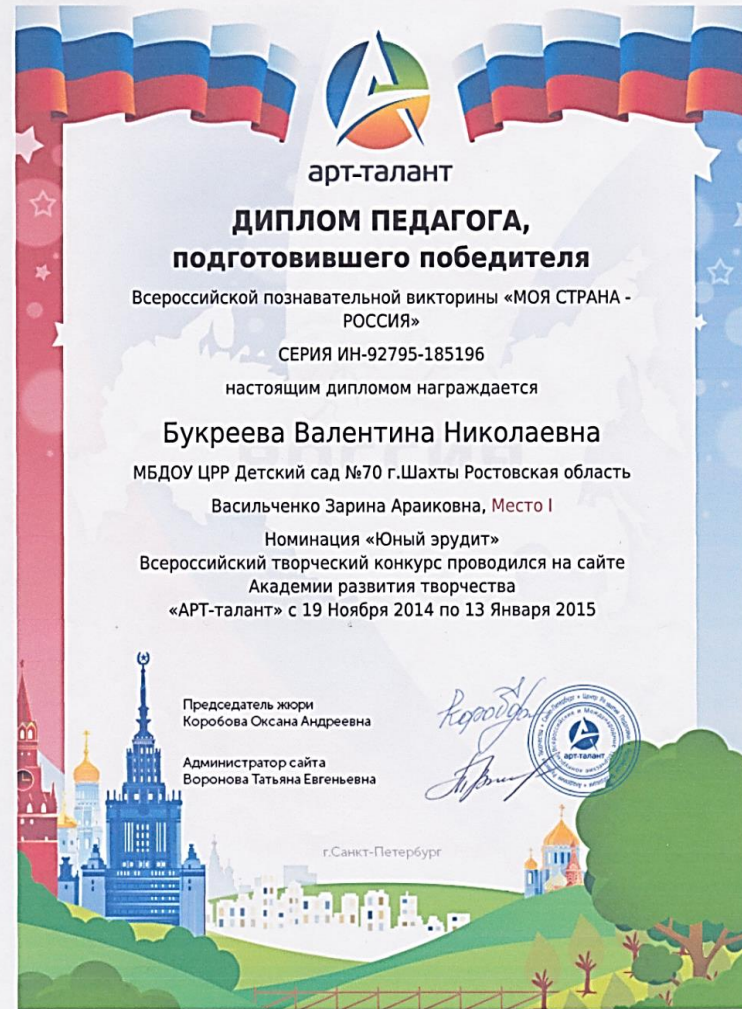 арт-талант
ДИПЛОМ ПЕДАГОГА,
подготовившего победителя
Всероссийской познавательной викторины «МОЯ СТРАНА -
РОССИЯ»
СЕРИЯ ИН-92795-185196
настоящим дипломом награждается
Букреева Валентина Николаевна
МБДОУ ЦРР Детский сад №70 г.Шахты Ростовская область
Васильченко Зарина Араиковна, Место I
Номинация «Юный эрудит»
Всероссийский творческий конкурс проводился на сайте
Академии развития творчества
«АРТ-талант» с 19 Ноября 2014 по 13 Января 2015
Председатель жюри
Коробова Оксана Андреевна
Администратор сайта
Воронова Татьяна Евгеньевна
арт-талант
г.Санкт-Петербург